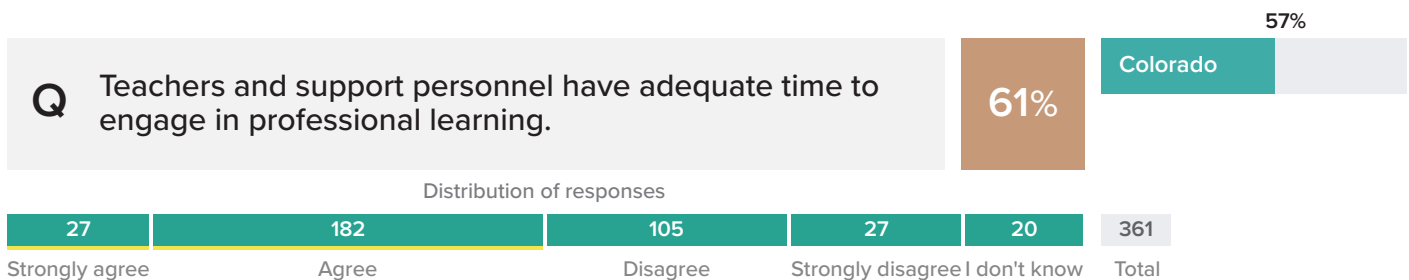 57%
Q
Teachers and support personnel have adequate time to
engage in professional learning.
61%
Colorado
Distribution of responses
27 182 105 27 20 361
Strongly agree Agree Disagree Strongly disagree I don't know Total